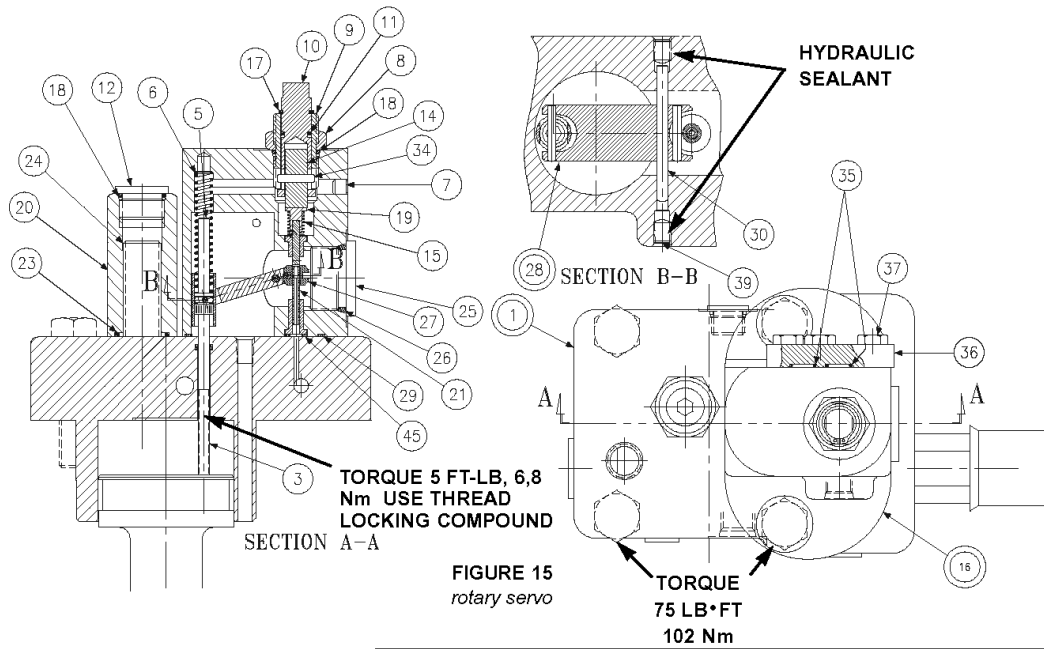 11
10
9
17
8
12
18
6
5
18
14
24
34
7
20
19
15
23
B
B
25
27
26
21
29
45
3
TORQUE 5 FT-LB, 6,8
Nm USE THREAD
LOCKING COMPOUND
SECTION A-A
HYDRAULIC
SEALANT
30
28
SECTION B-B
39
35
37
1
36
A
A
16
FIGURE 15
rotary servo
TORQUE
75 LB•FT
102 Nm